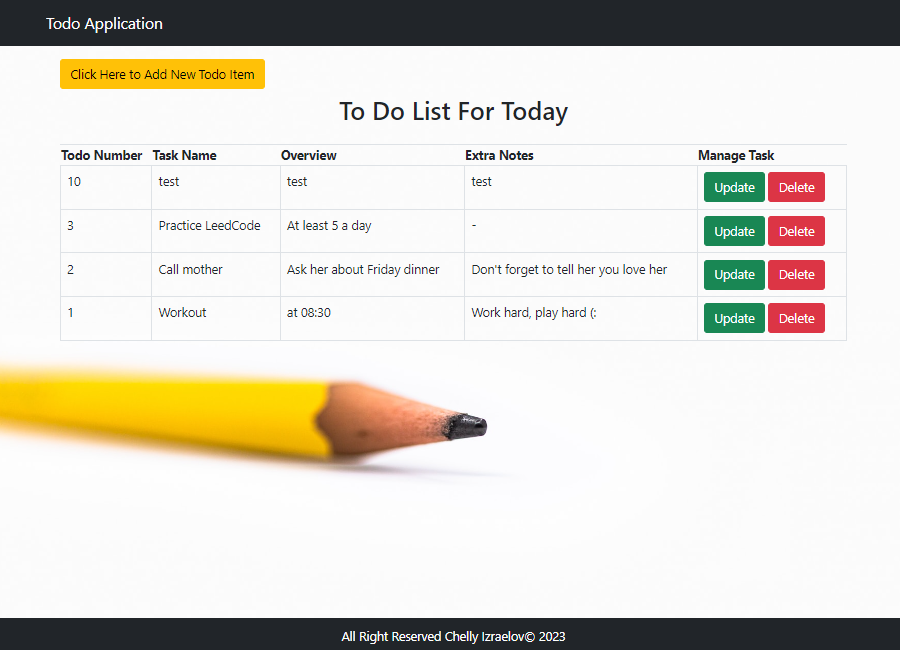 Todo Application
Click Here to Add New Todo Item
To Do List For Today
Todo Number Task Name Overview Extra Notes Manage Task
10 test test test Update Delete
3 Practice LeedCode At least 5 a day - Update Delete
2 Call mother Ask her about Friday dinner Don't forget to tell her you love her Update Delete
1 Workout at 08:30 Work hard, play hard (: Update Delete
All Right Reserved Chelly Izraelov© 2023